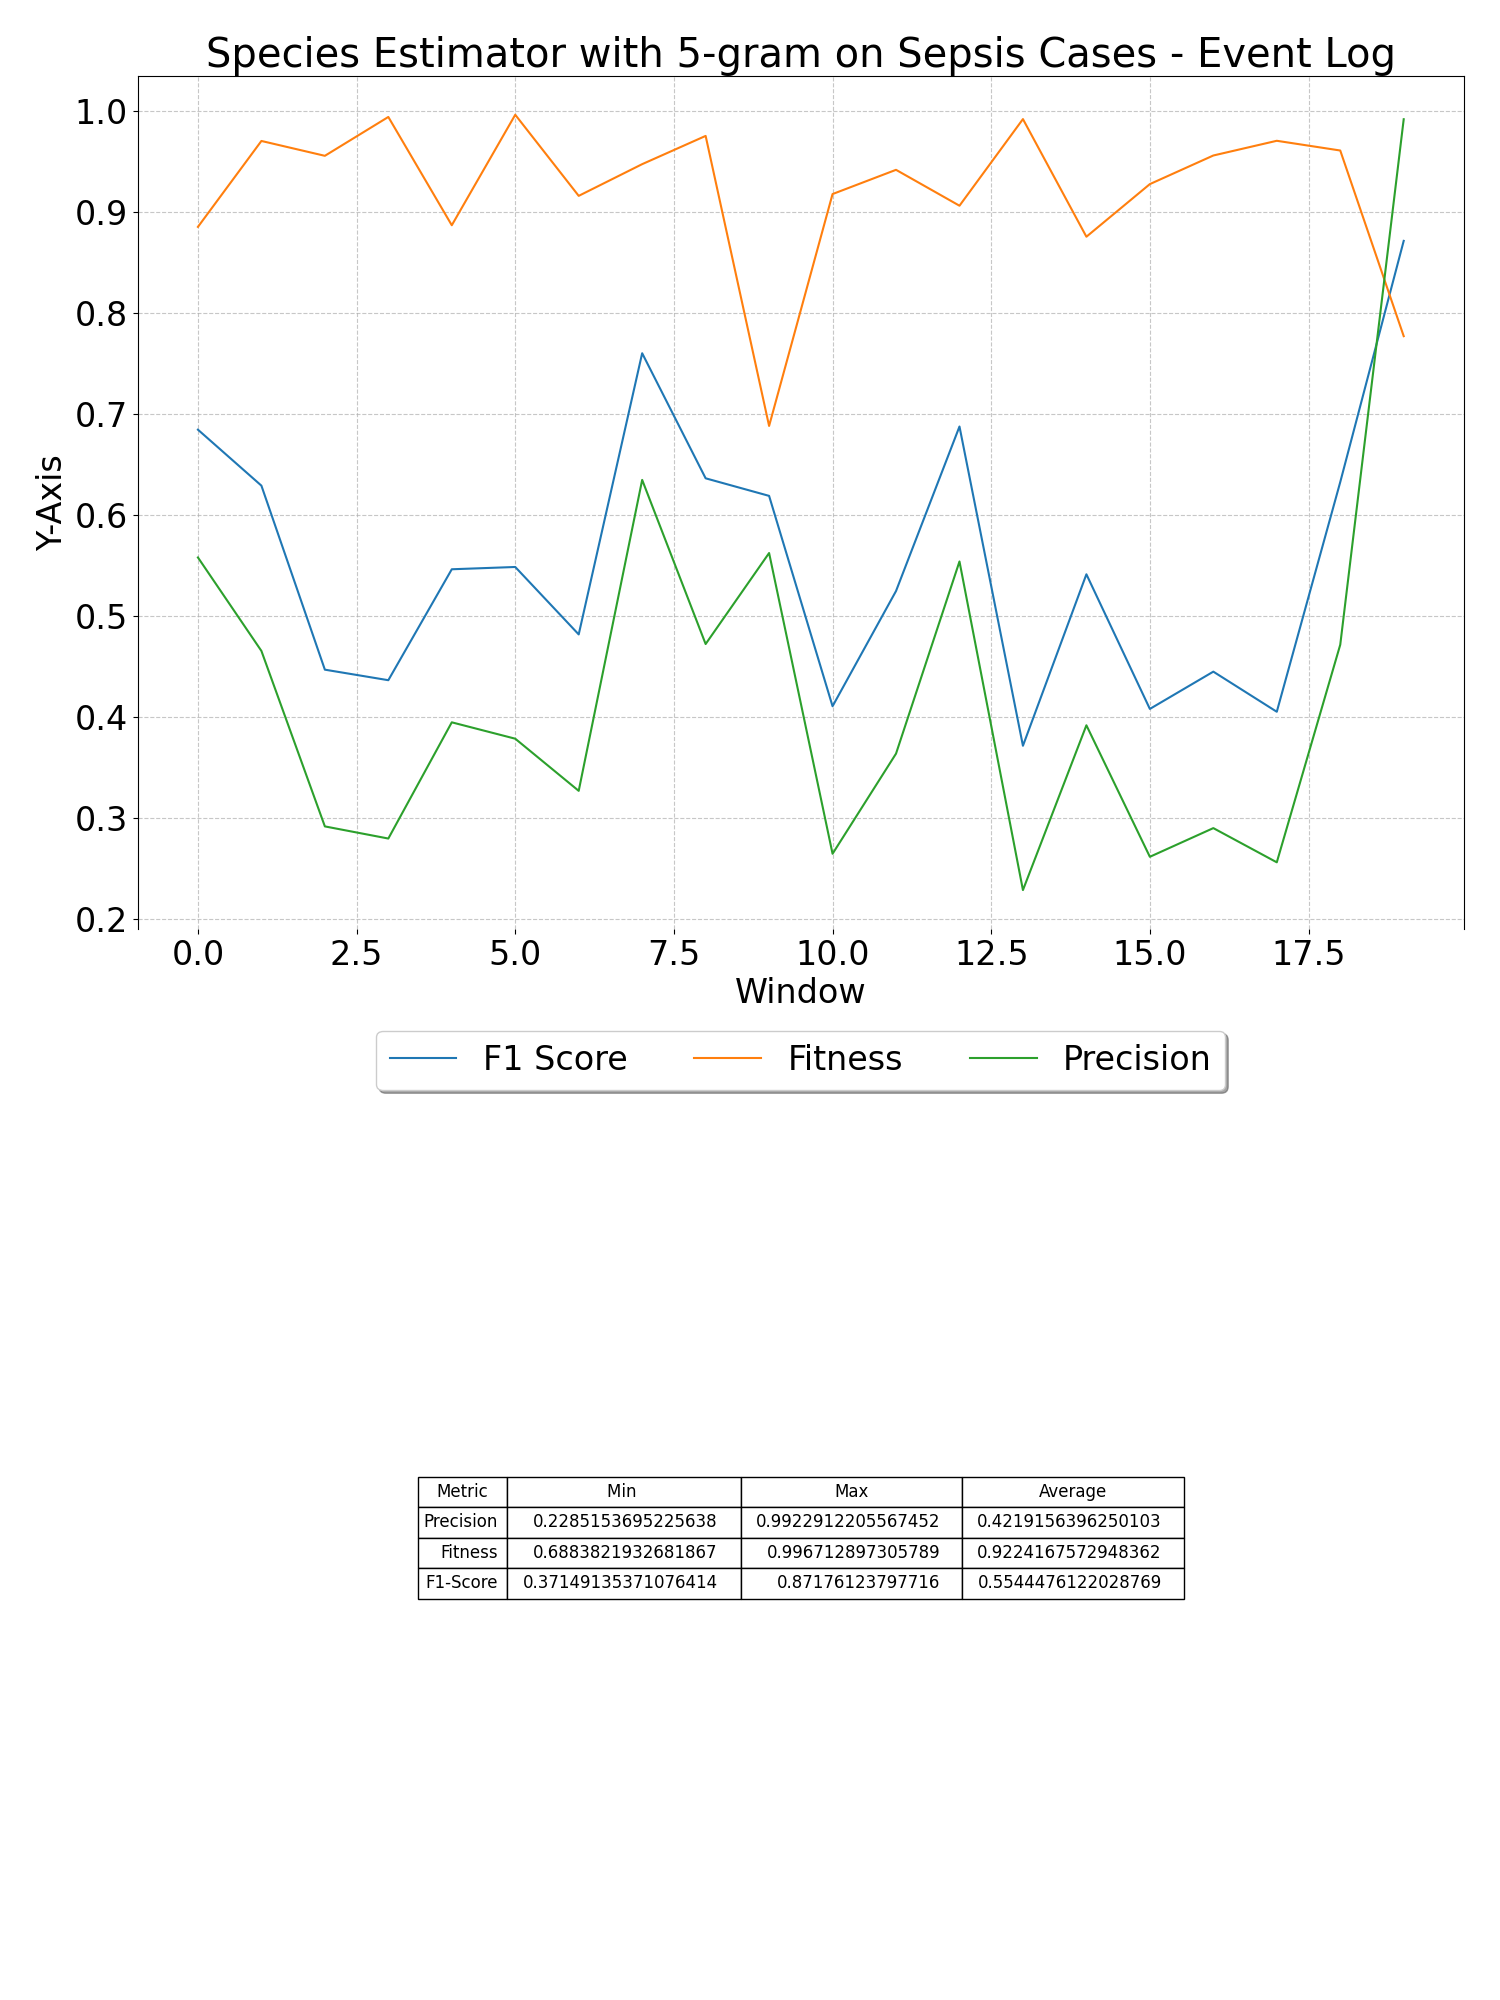 Species Estimator with 5-gram on Sepsis Cases - Event Log
1.0
0.9
0.8
0.7
0.6
0.5
0.4
0.3
0.2
Y-Axis
0.0 2.5 5.0 7.5 10.0 12.5 15.0 17.5
Window
F1 Score Fitness Precision
Metric Min Max Average
Precision 0.2285153695225638 0.9922912205567452 0.4219156396250103
Fitness 0.6883821932681867 0.996712897305789 0.9224167572948362
F1-Score 0.37149135371076414 0.87176123797716 0.5544476122028769